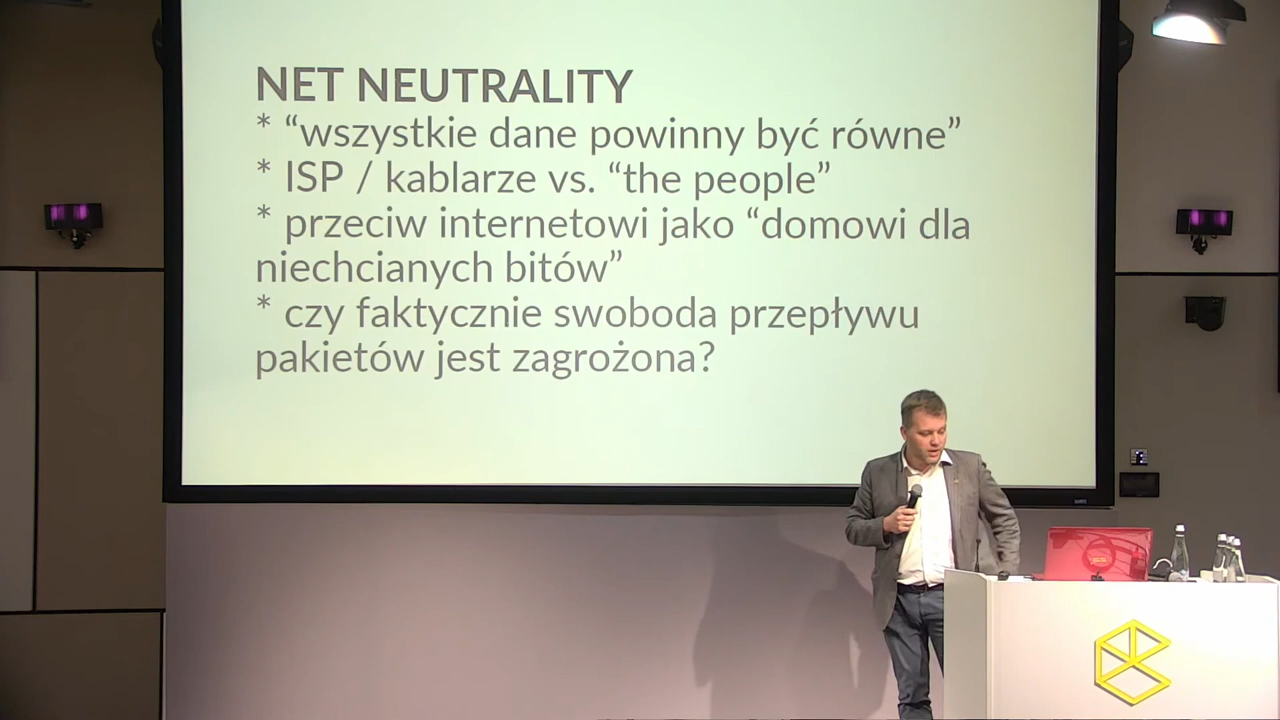 NET NEUTRALITY
* “wszystkie dane powinny być równe”
* ISP / kablarze vs. “the people”
* przeciw internetowi jako “domowi dla
niechcianych bitów”
* czy faktycznie swoboda przepływu
pakietów jest zagrożona?